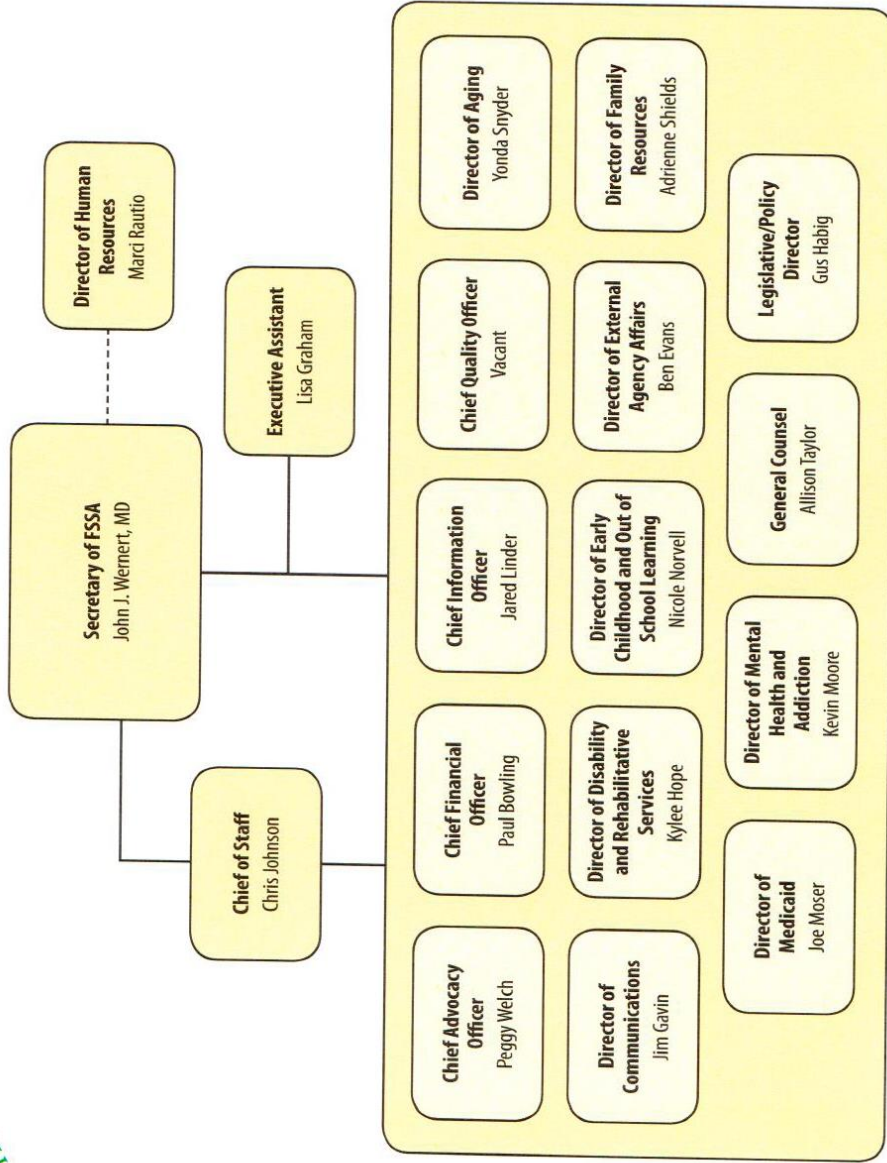 Secretary of FSSA
John J. Wernert, MD
Director of Human
Resources
Marci Rautio
Executive Assistant
Lisa Graham
Chief of Staff
Chris Johnson
Chief Advocacy
Officer
Peggy Welch
Chief Financial
Officer
Paul Bowling
Chief Information
Officer
Jared Linder
Chief Quality Officer
Vacant
Director of Aging
Yonda Snyder
Director of
Communications
Jim Gavin
Director of Disability
and Rehabilitative
Services
Kylee Hope
Director of Early
Childhood and Out of
School Learning
Nicole Norvell
Director of External
Agency Affairs
Ben Evans
Director of Family
Resources
Adrienne Shields
Director of
Medicaid
Joe Moser
Director of Mental
Health and
Addiction
Kevin Moore
General Counsel
Allison Taylor
Legislative/Policy
Director
Gus Habig